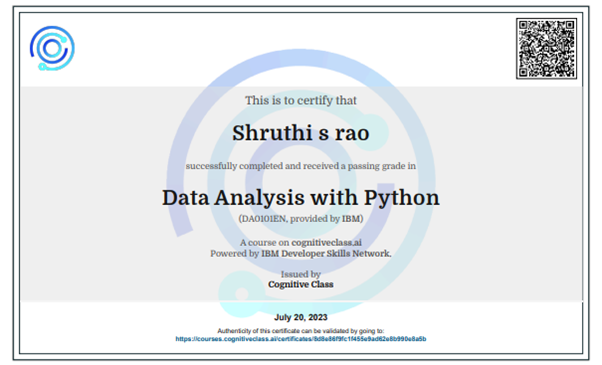 This is to certify that
Shruthi s rao
successfully completed and received a passing grade in
Data Analysis with Python
(DA0101EN, provided by IBM)
A course on cognitiveclass.ai
Powered by IBM Developer Skills Network.
Issued by
Cognitive Class
July 20, 2023
Authenticity of this certificate can be validated by going to:
https://courses.cognitiveclass.ai/certificates/8d8e86f9fc1f455e9ad62e8b990e8a5b